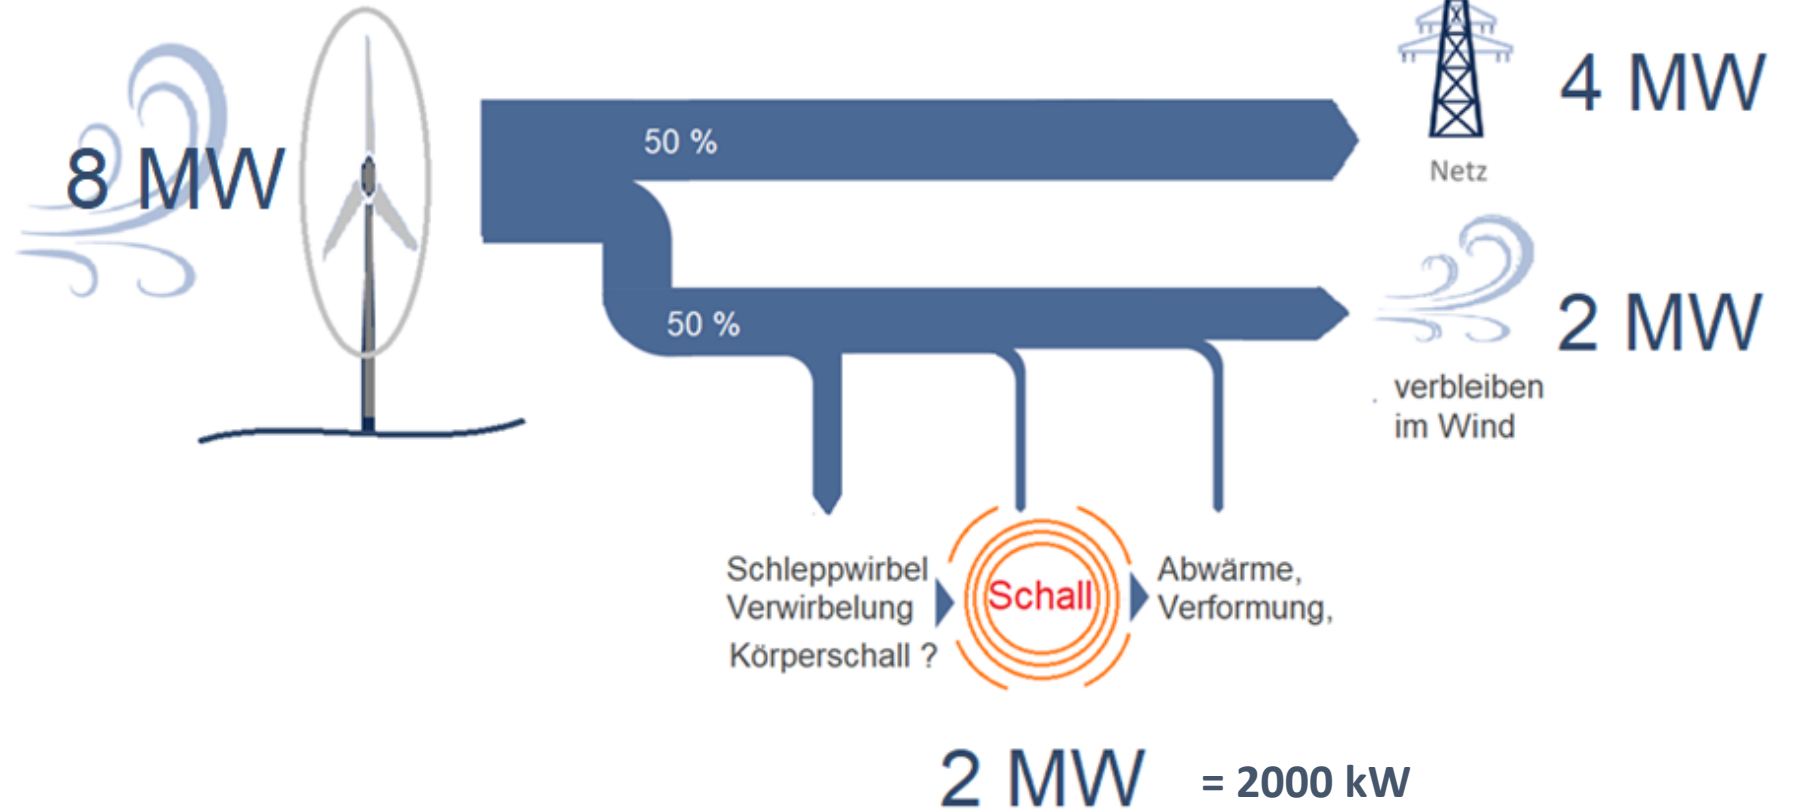 8 MW
50 %
4 MW
Netz
50 %
2 MW
verbleiben
im Wind
Schleppwirbel
Verwirbelung
Körperschall ?
Schall
Abwärme,
Verformung,
2 MW = 2000 kW